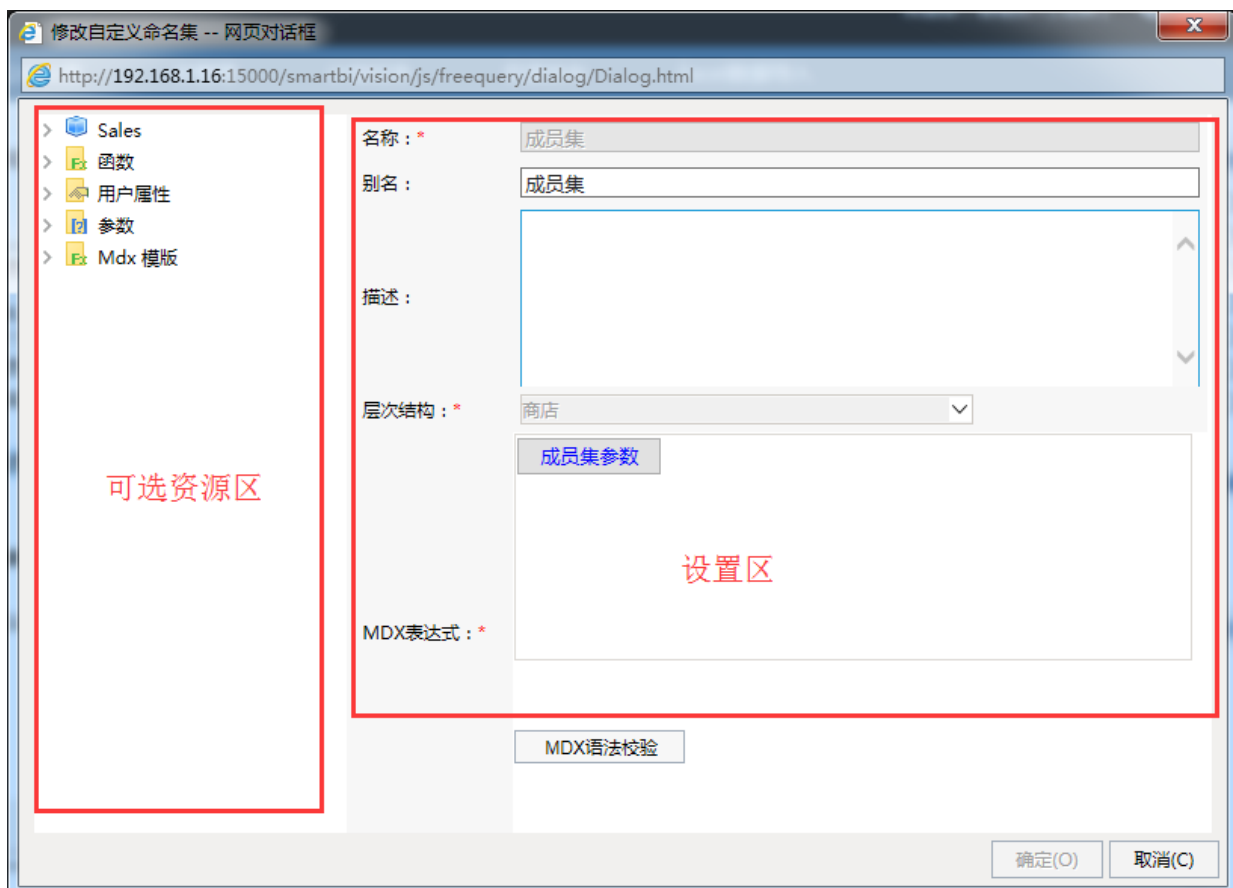 修改自定义命名集 -- 网页对话框
X
http://192.168.1.16:15000/smartbi/vision/js/freequery/dialog/Dialog.html
Sales
Fx 函数
用户属性
[?] 参数
Fx Mdx 模版
可选资源区
名称：* 成员集
别名： 成员集
描述：
层次结构：* 商店
成员集参数
设置区
MDX表达式：*
MDX语法校验
确定(O) 取消(C)